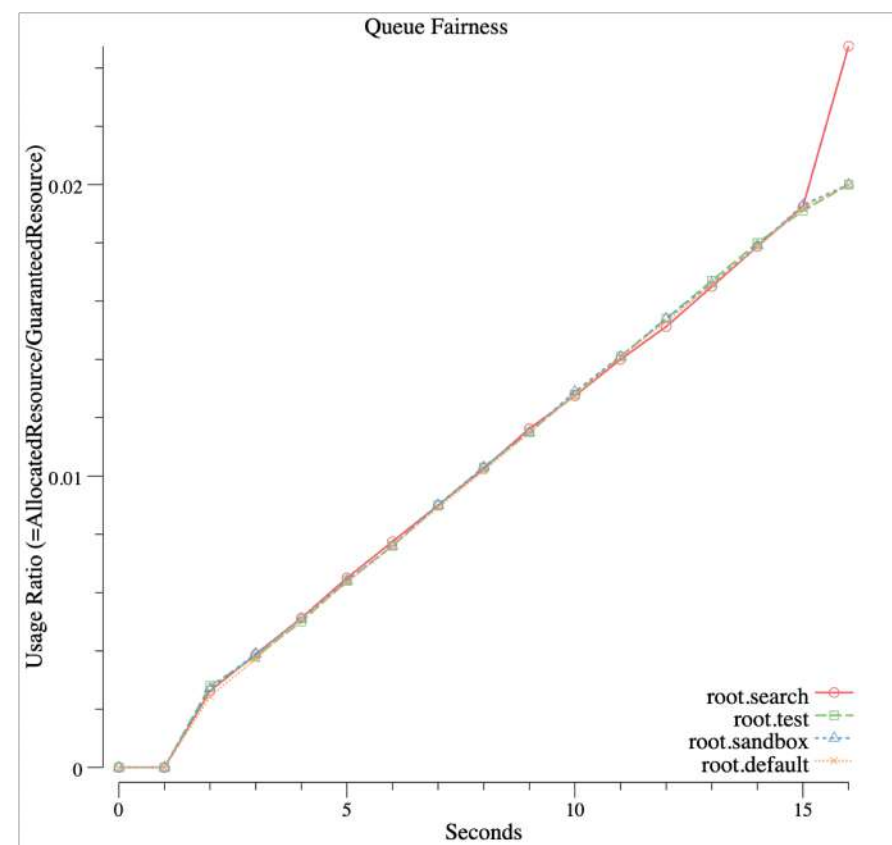 Queue Fairness
Usage Ratio (=AllocatedResource/GuaranteedResource)
0.02
0.01
0
root.search
root.test
root.sandbox
root.default
0 5 10 15
Seconds